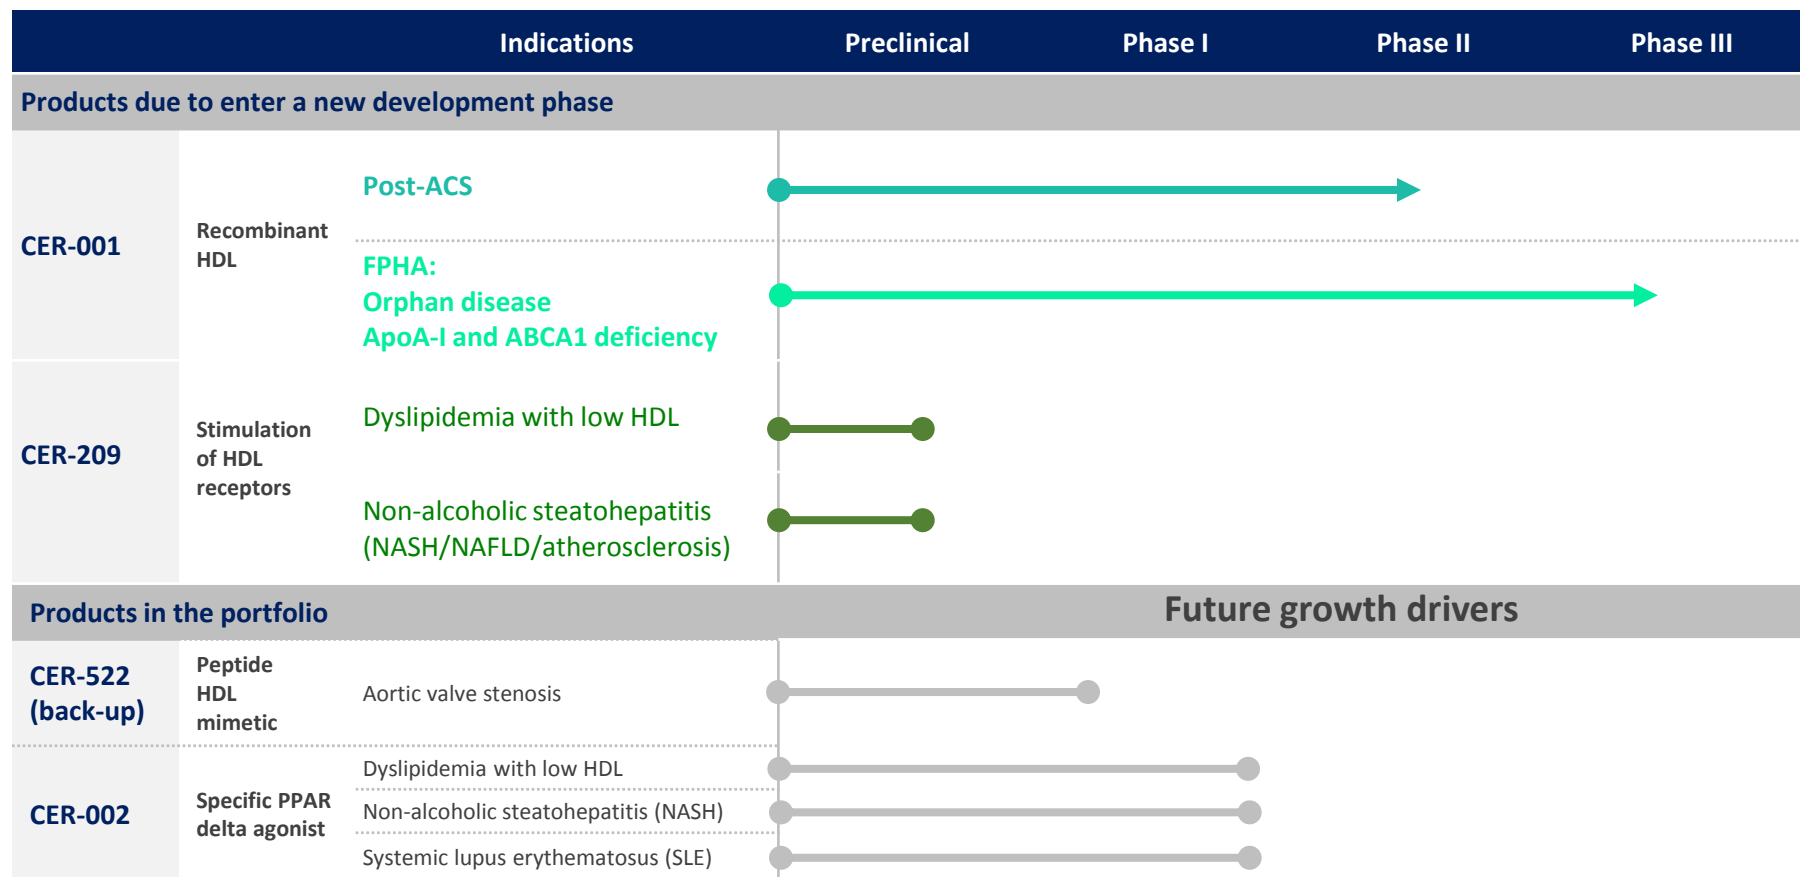 Indications Preclinical Phase I Phase II Phase III
Products due to enter a new development phase
CER-001
Recombinant
HDL
Post-ACS
FPHA:
Orphan disease
ApoA-I and ABCA1 deficiency
CER-209
Stimulation
of HDL
receptors
Dyslipidemia with low HDL
Non-alcoholic steatohepatitis
(NASH/NAFLD/atherosclerosis)
Products in the portfolio
Future growth drivers
CER-522
(back-up)
Peptide
HDL
mimetic
Aortic valve stenosis
CER-002
Specific PPAR
delta agonist
Dyslipidemia with low HDL
Non-alcoholic steatohepatitis (NASH)
Systemic lupus erythematosus (SLE)